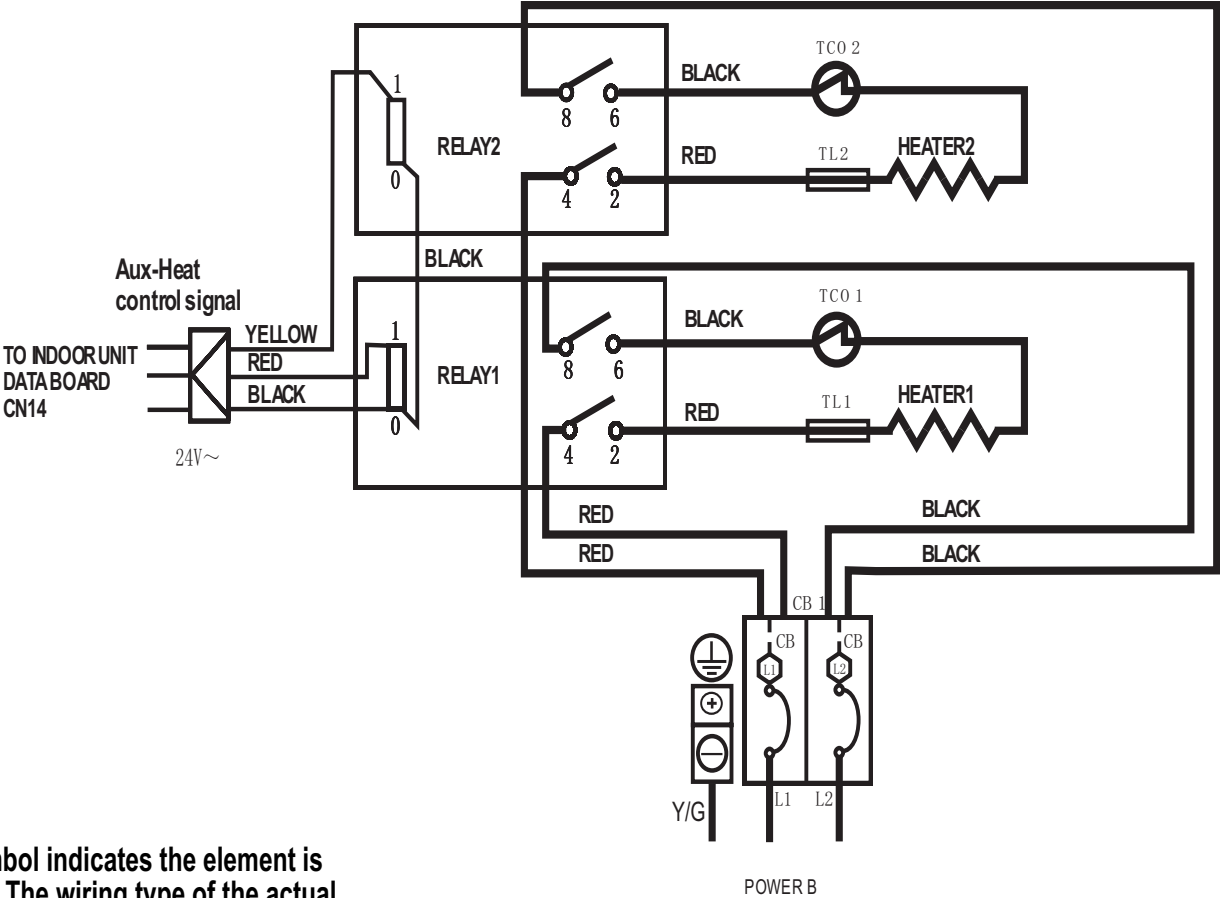 TCO 2
BLACK
1
8 6
RELAY2
RED
TL2
HEATER2
0
4 2
BLACK
Aux-Heat
control signal
TCO 1
BLACK
YELLOW
1
TO INDOOR UNIT
DATA BOARD
CN14
RED
8 6
RELAY1
BLACK
RED
TL1
HEATER1
0
4 2
24V～
RED
BLACK
RED
BLACK
CB 1
CB CB
L1 L2
L1 L2
Y/G
POWER B
indicates the element is
The wiring type of the actual